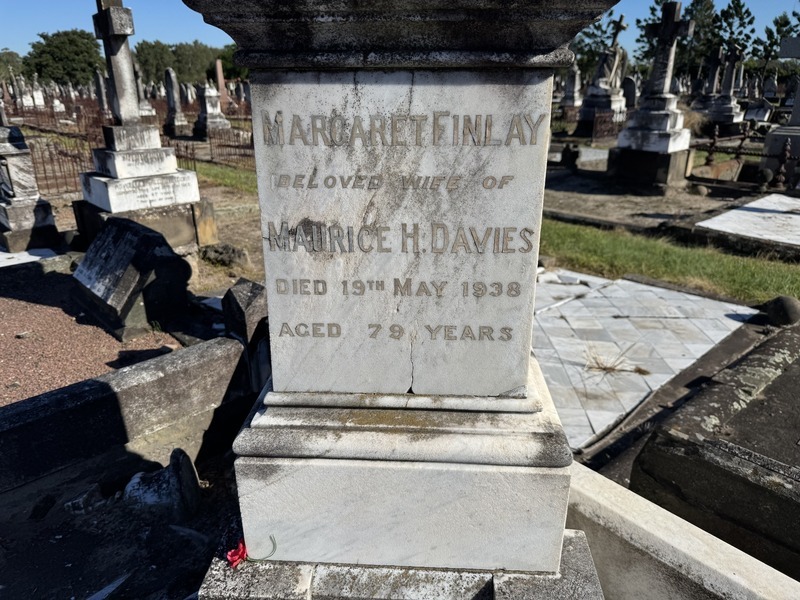 MARGARET FINLAY
BELOVED WIFE OF
MAURICE H. DAVIES
DIED 19TH MAY 1938
AGED 79 YEARS